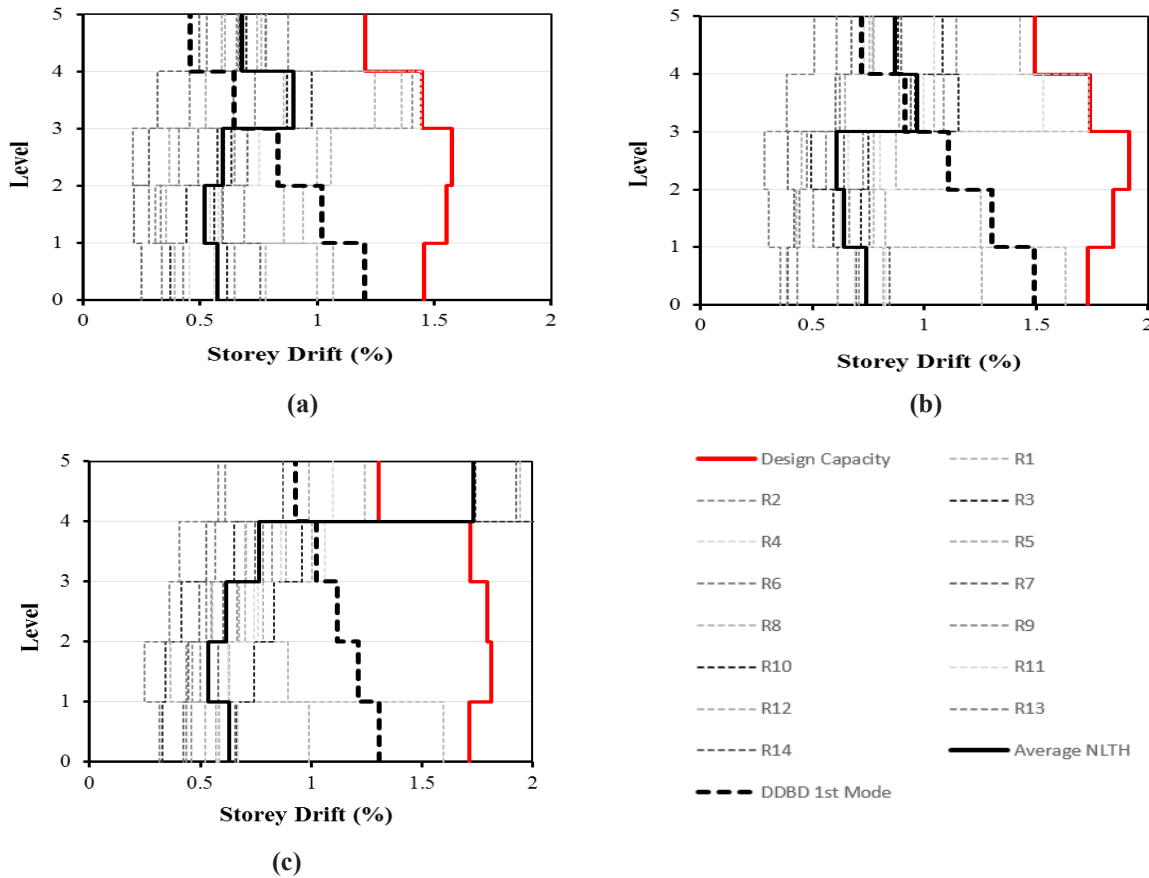 5
4
3
2
1
0
Level
0
0.5
1
1.5
2
Storey Drift (%)
(a)
5
4
3
2
1
0
Level
0
0.5
1
1.5
2
Storey Drift (%)
(b)
5
4
3
2
1
0
Level
0
0.5
1
1.5
2
Storey Drift (%)
(c)
Design Capacity
R1
R2
R3
R4
R5
R6
R7
R8
R9
R10
R11
R12
R13
R14
Average NLTH
DDBD 1st Mode